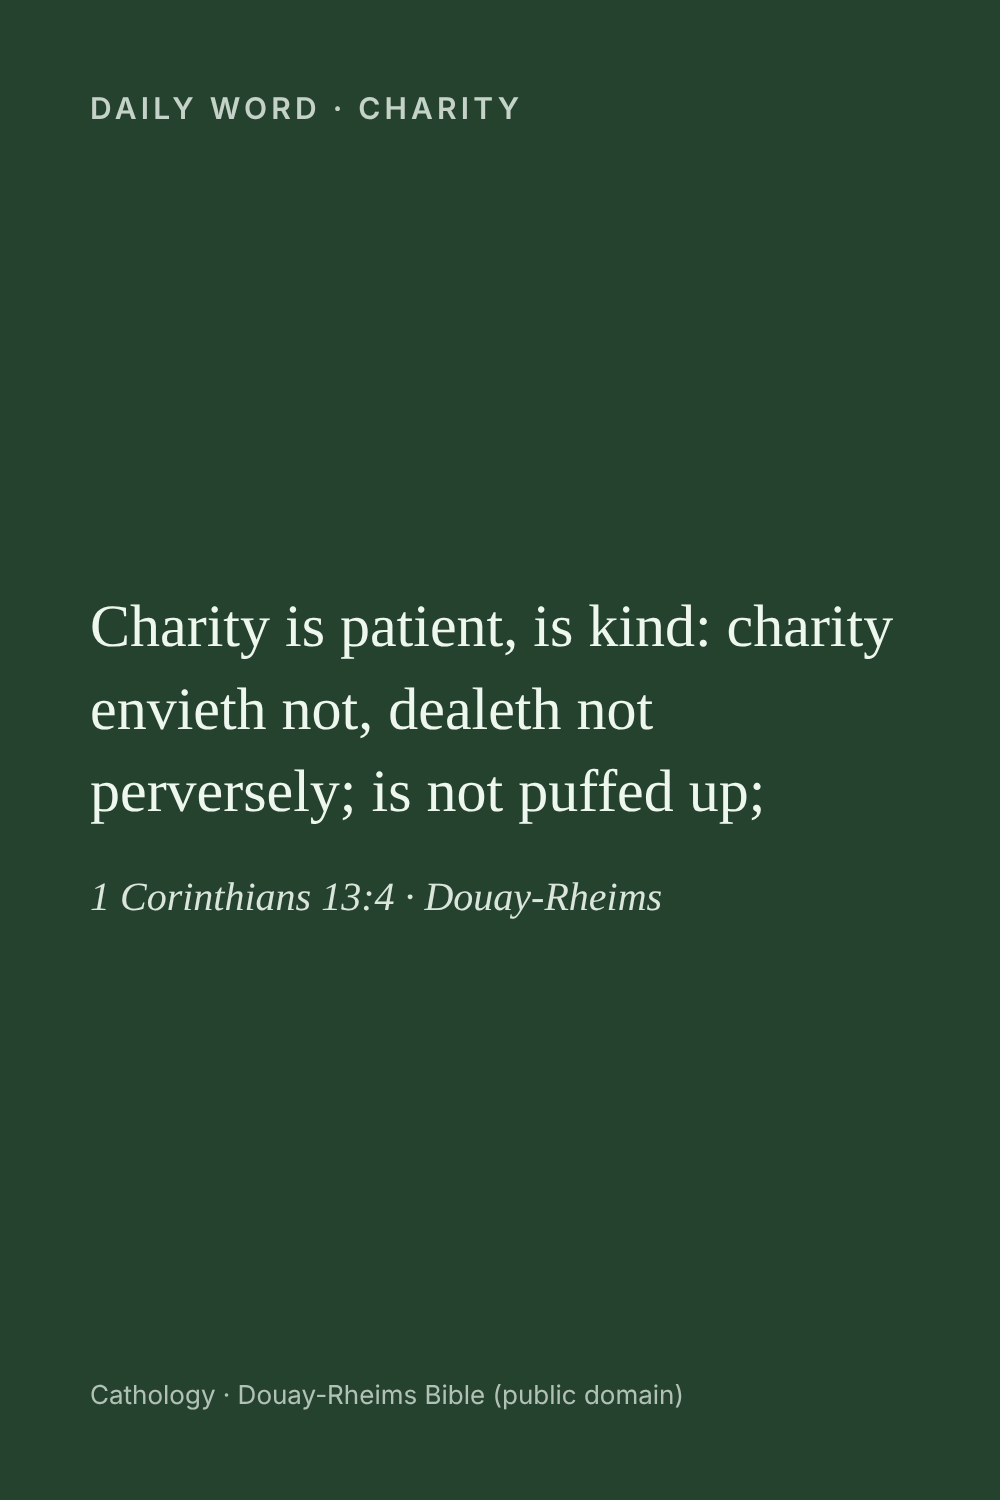 DAILY WORD · CHARITY
Charity is patient, is kind: charity
envieth not, dealeth not
perversely; is not puffed up;
1 Corinthians 13:4 · Douay-Rheims
Cathology · Douay-Rheims Bible (public domain)